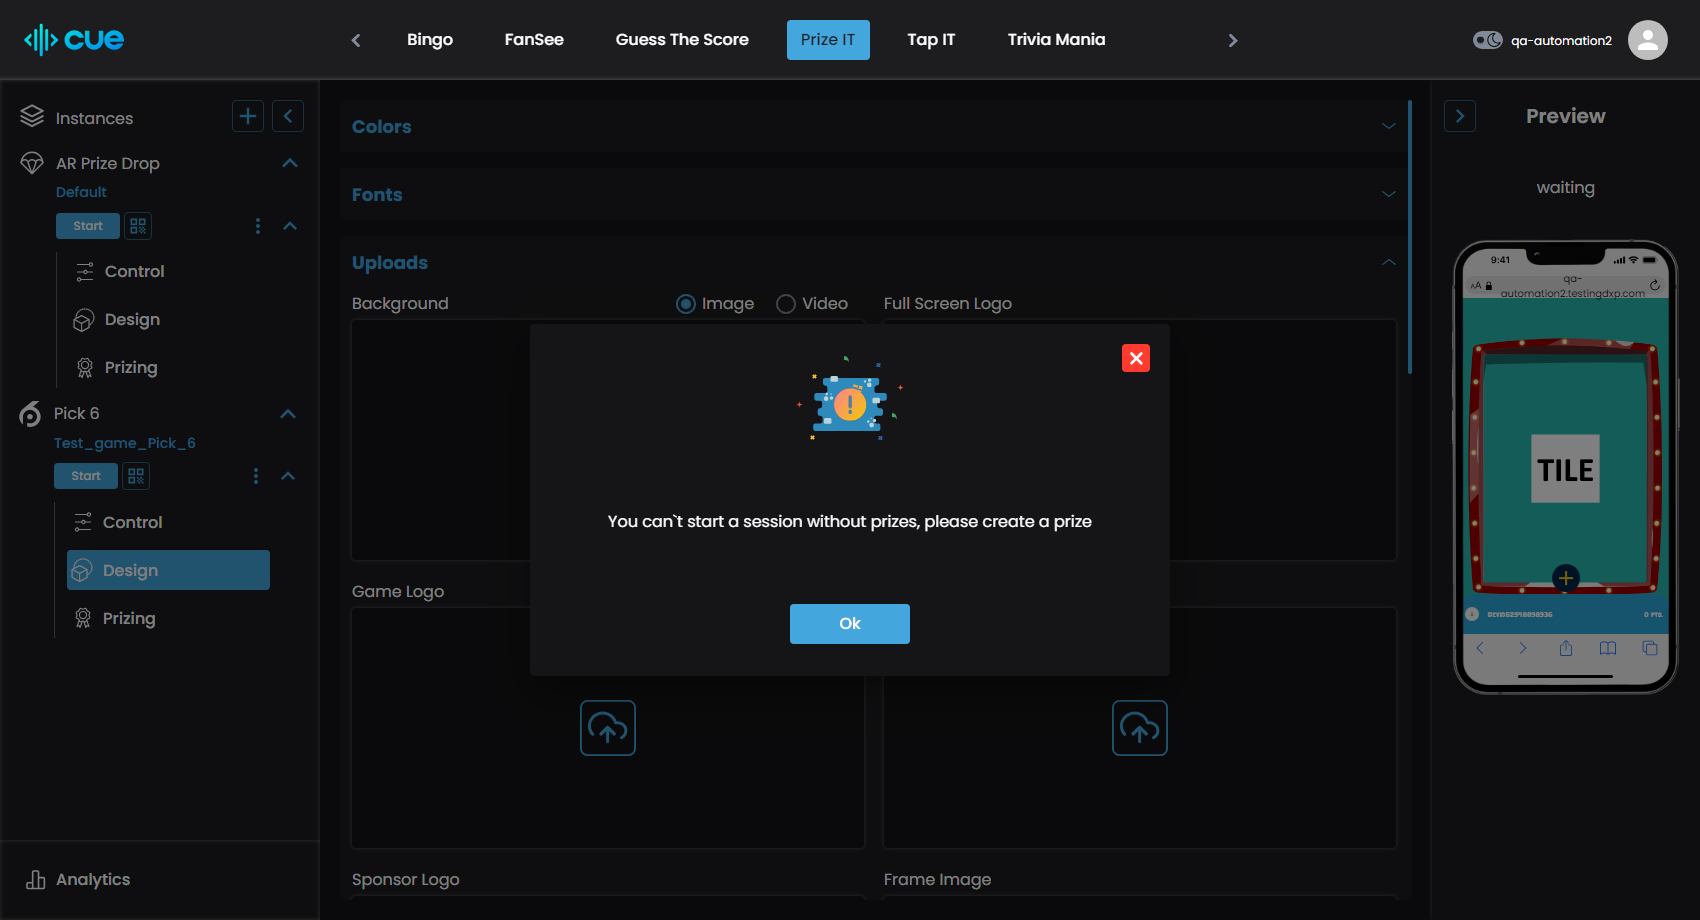 cue
Bingo
FanSee
Guess The Score
Prize IT
Tap IT
Trivia Mania
qa-automation2
Instances
AR Prize Drop
Default
Start
Control
Design
Prizing
Pick 6
Test_game_Pick_6
Start
Control
Design
Prizing
Analytics
Colors
Fonts
Uploads
Background
Image
Video
Full Screen Logo
You can`t start a session without prizes, please create a prize
Ok
Game Logo
Sponsor Logo
Frame Image
Preview
waiting
9:41
AA
qa-
automation2.testingdxp.com
TILE
0 PTS.